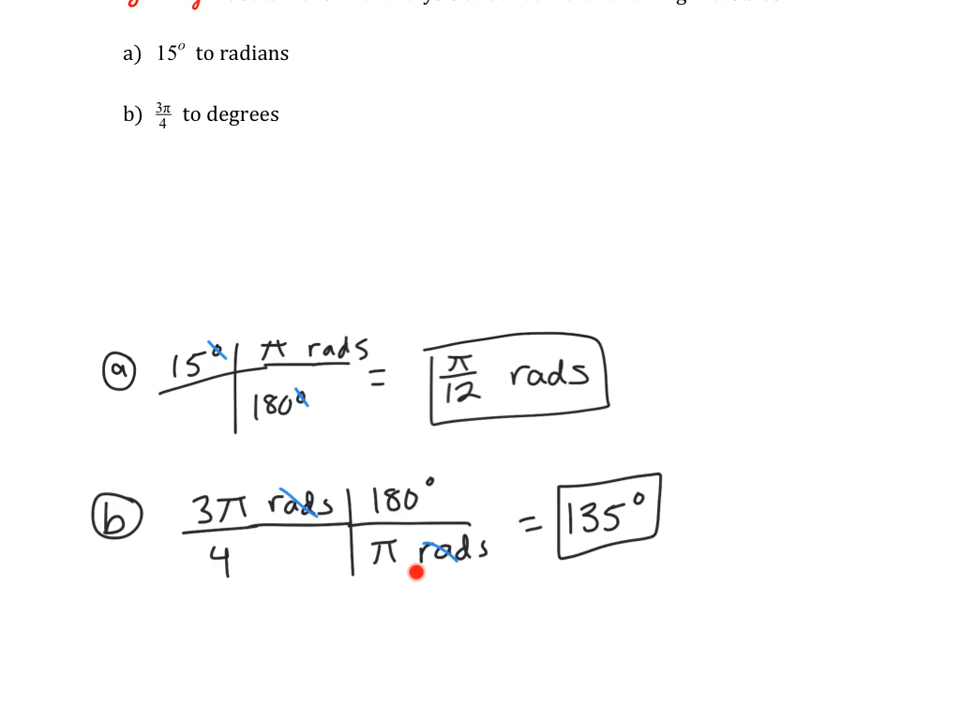 a) 15° to radians
b) 3π/4 to degrees
ⓐ 15° | π rads / 180° = π/12 rads
ⓑ 3π rads / 4 | 180° / π rads = 135°